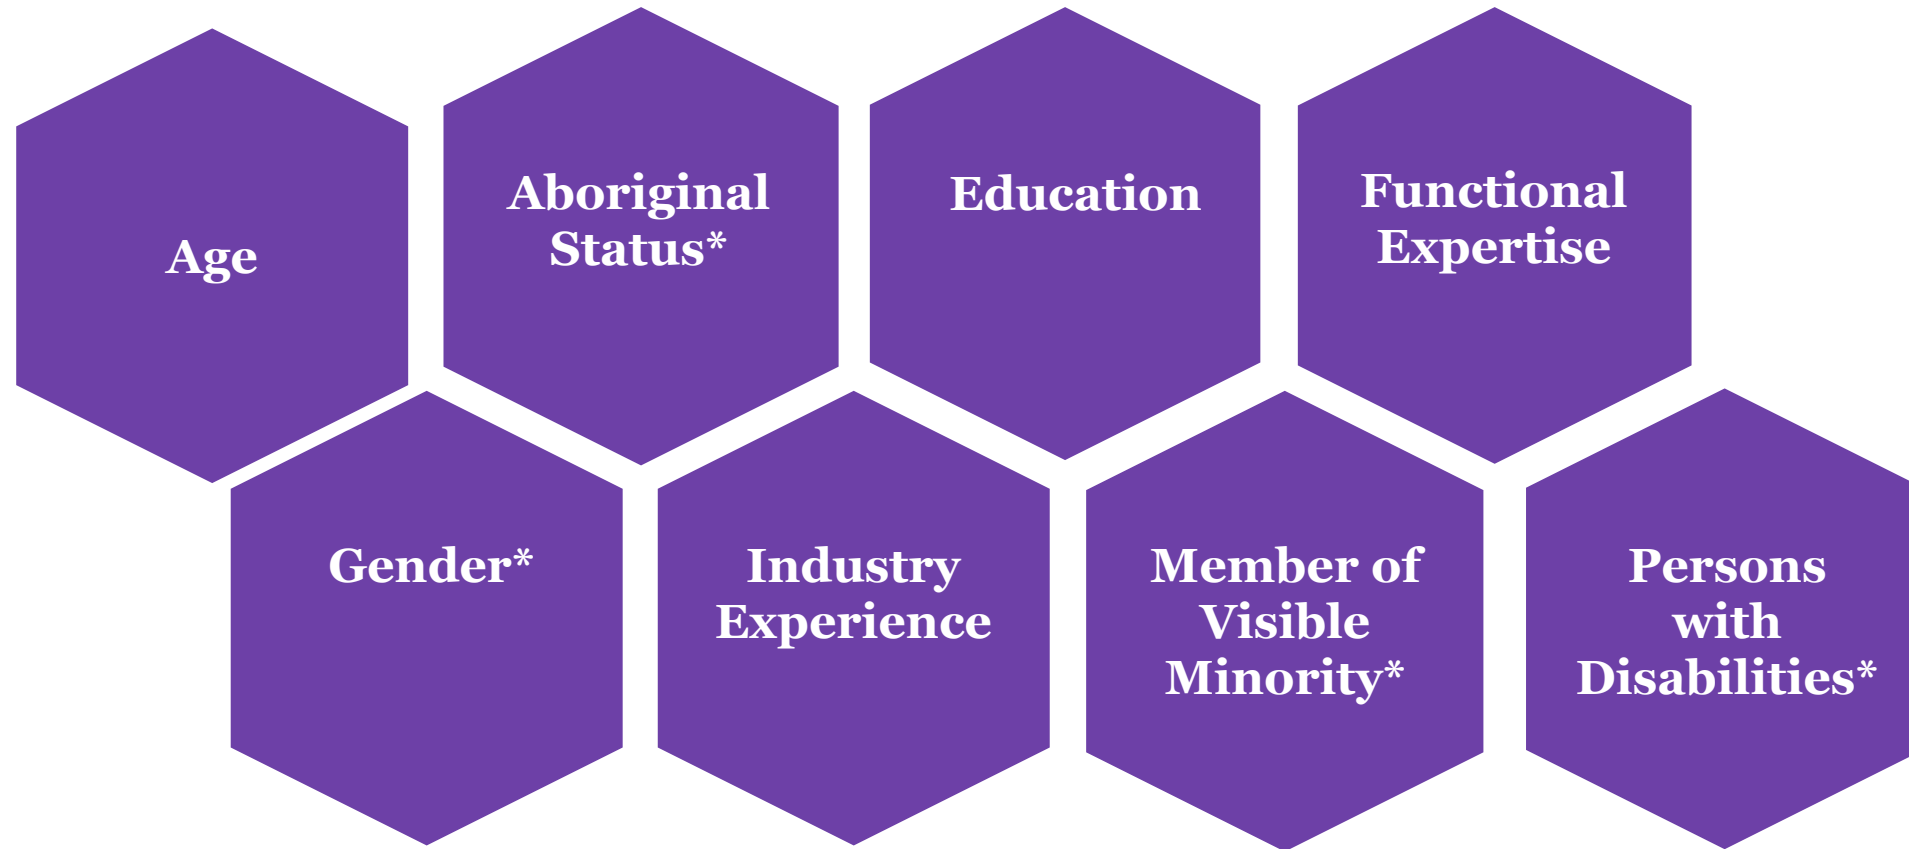 Age
Aboriginal
Status*
Education
Functional
Expertise
Gender*
Industry
Experience
Member of
Visible
Minority*
Persons
with
Disabilities*